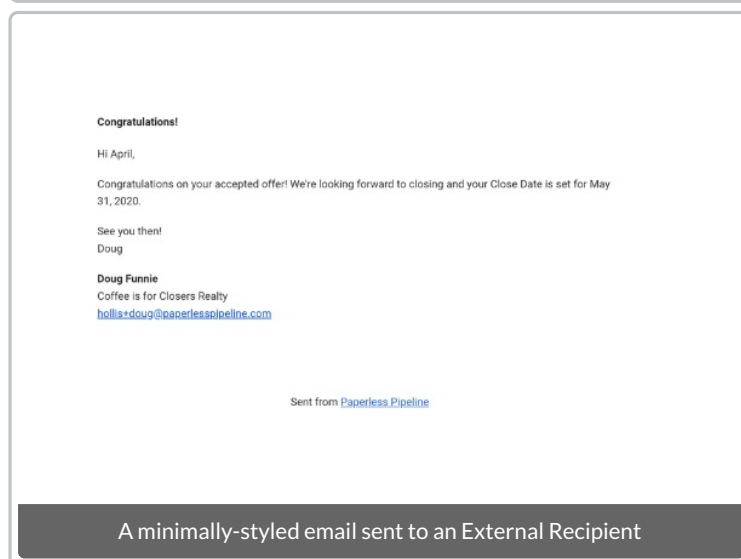 Congratulations!
Hi April,
Congratulations on your accepted offer! We're looking forward to closing and your Close Date is set for May
31, 2020.
See you then!
Doug
Doug Funnie
Coffee is for Closers Realty
hollis+doug@paperlesspipeline.com
Sent from Paperless Pipeline
A minimally-styled email sent to an External Recipient